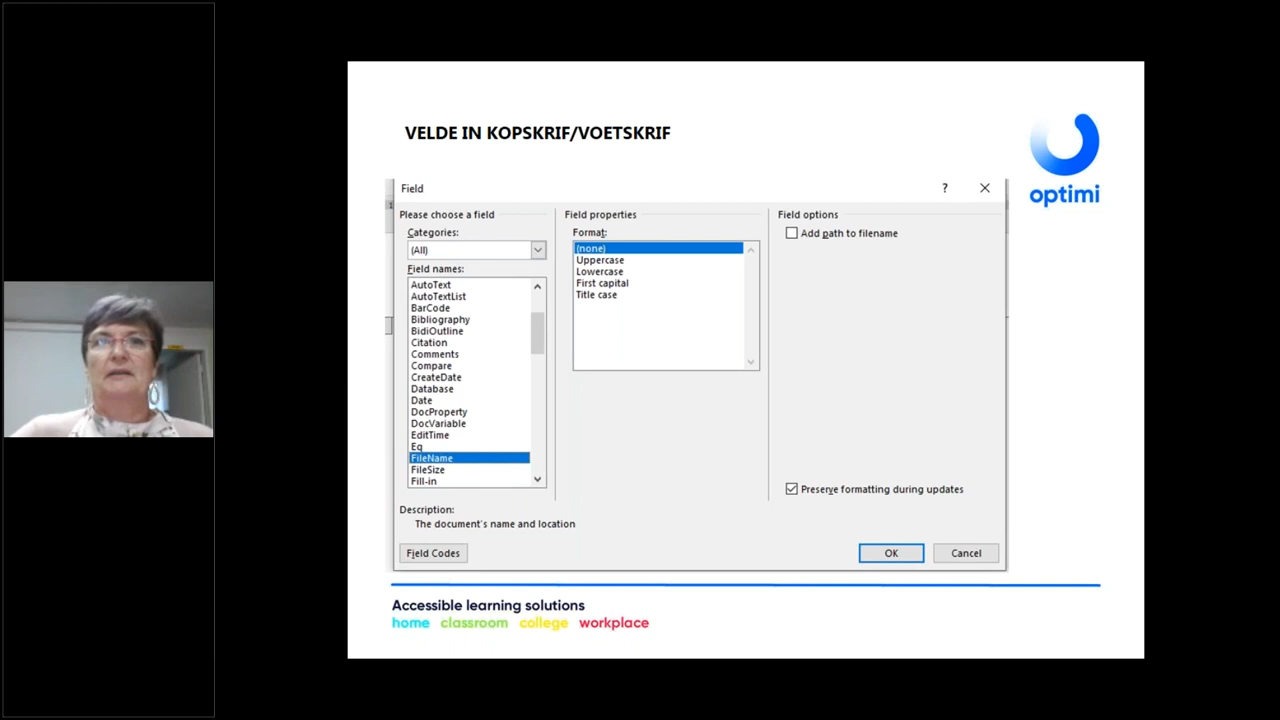 VELDE IN KOPSKRIF/VOETSKRIF
optimi
Field
?
Please choose a field
Categories:
(All)
Field names:
AutoText
AutoTextList
BarCode
Bibliography
BidiOutline
Citation
Comments
Compare
CreateDate
Database
Date
DocProperty
DocVariable
EditTime
Eq
FileName
FileSize
Fill-in
Field properties
Format:
(none)
Uppercase
Lowercase
First capital
Title case
Field options
Add path to filename
Preserve formatting during updates
Description:
The document's name and location
Field Codes
OK
Cancel
Accessible learning solutions
home classroom college workplace